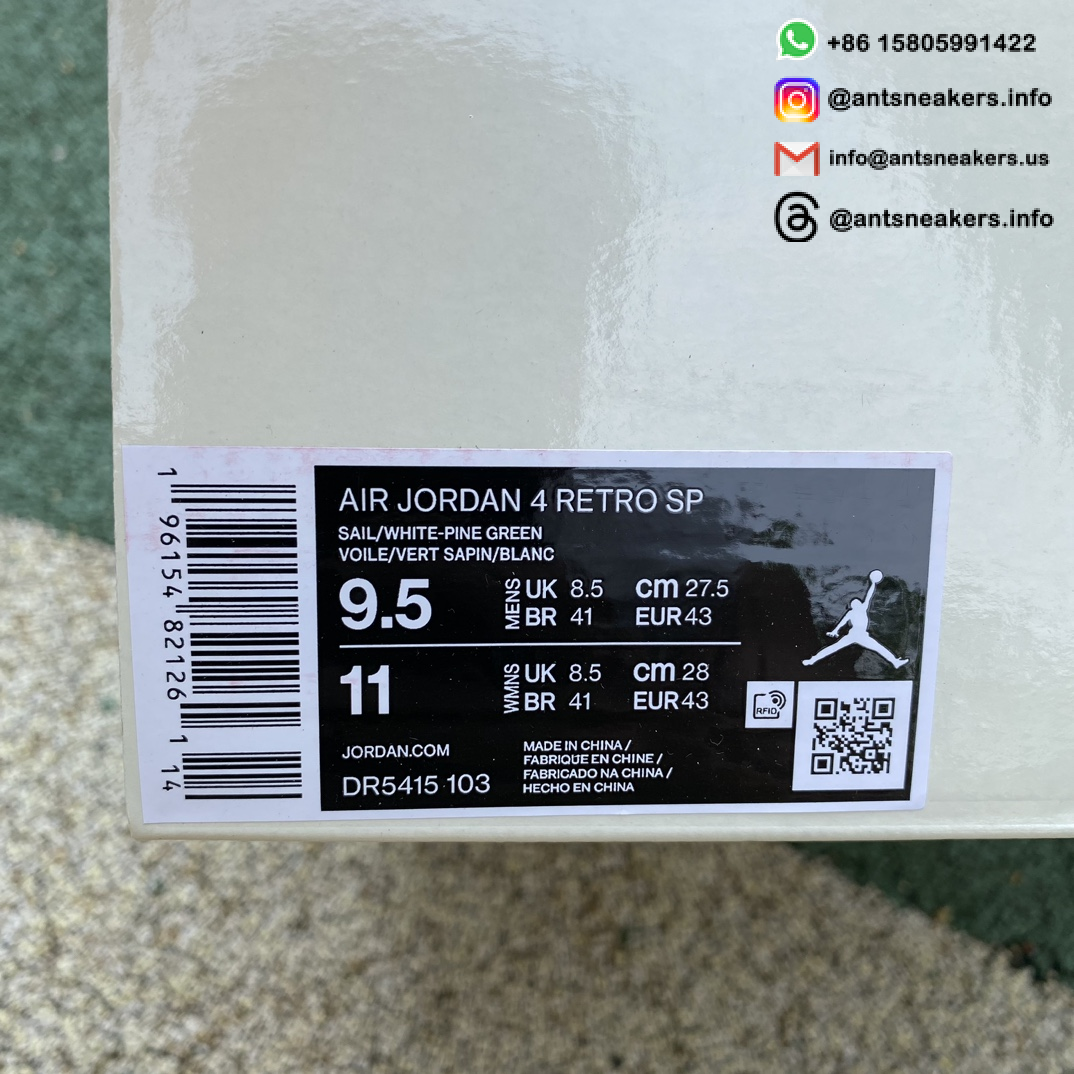 +86 15805991422
@antsneakers.info
info@antsneakers.us
@antsneakers.info
1 96154 82126 1 14
AIR JORDAN 4 RETRO SP
SAIL/WHITE-PINE GREEN
VOILE/VERT SAPIN/BLANC
9.5 MENS UK 8.5 cm 27.5
BR 41 EUR 43
11 WMNS UK 8.5 cm 28
BR 41 EUR 43
RFID
JORDAN.COM
DR5415 103
MADE IN CHINA /
FABRIQUE EN CHINE /
FABRICADO NA CHINA /
HECHO EN CHINA